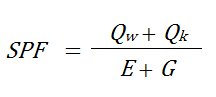 SPF = (Qw + Qk) / (E + G)